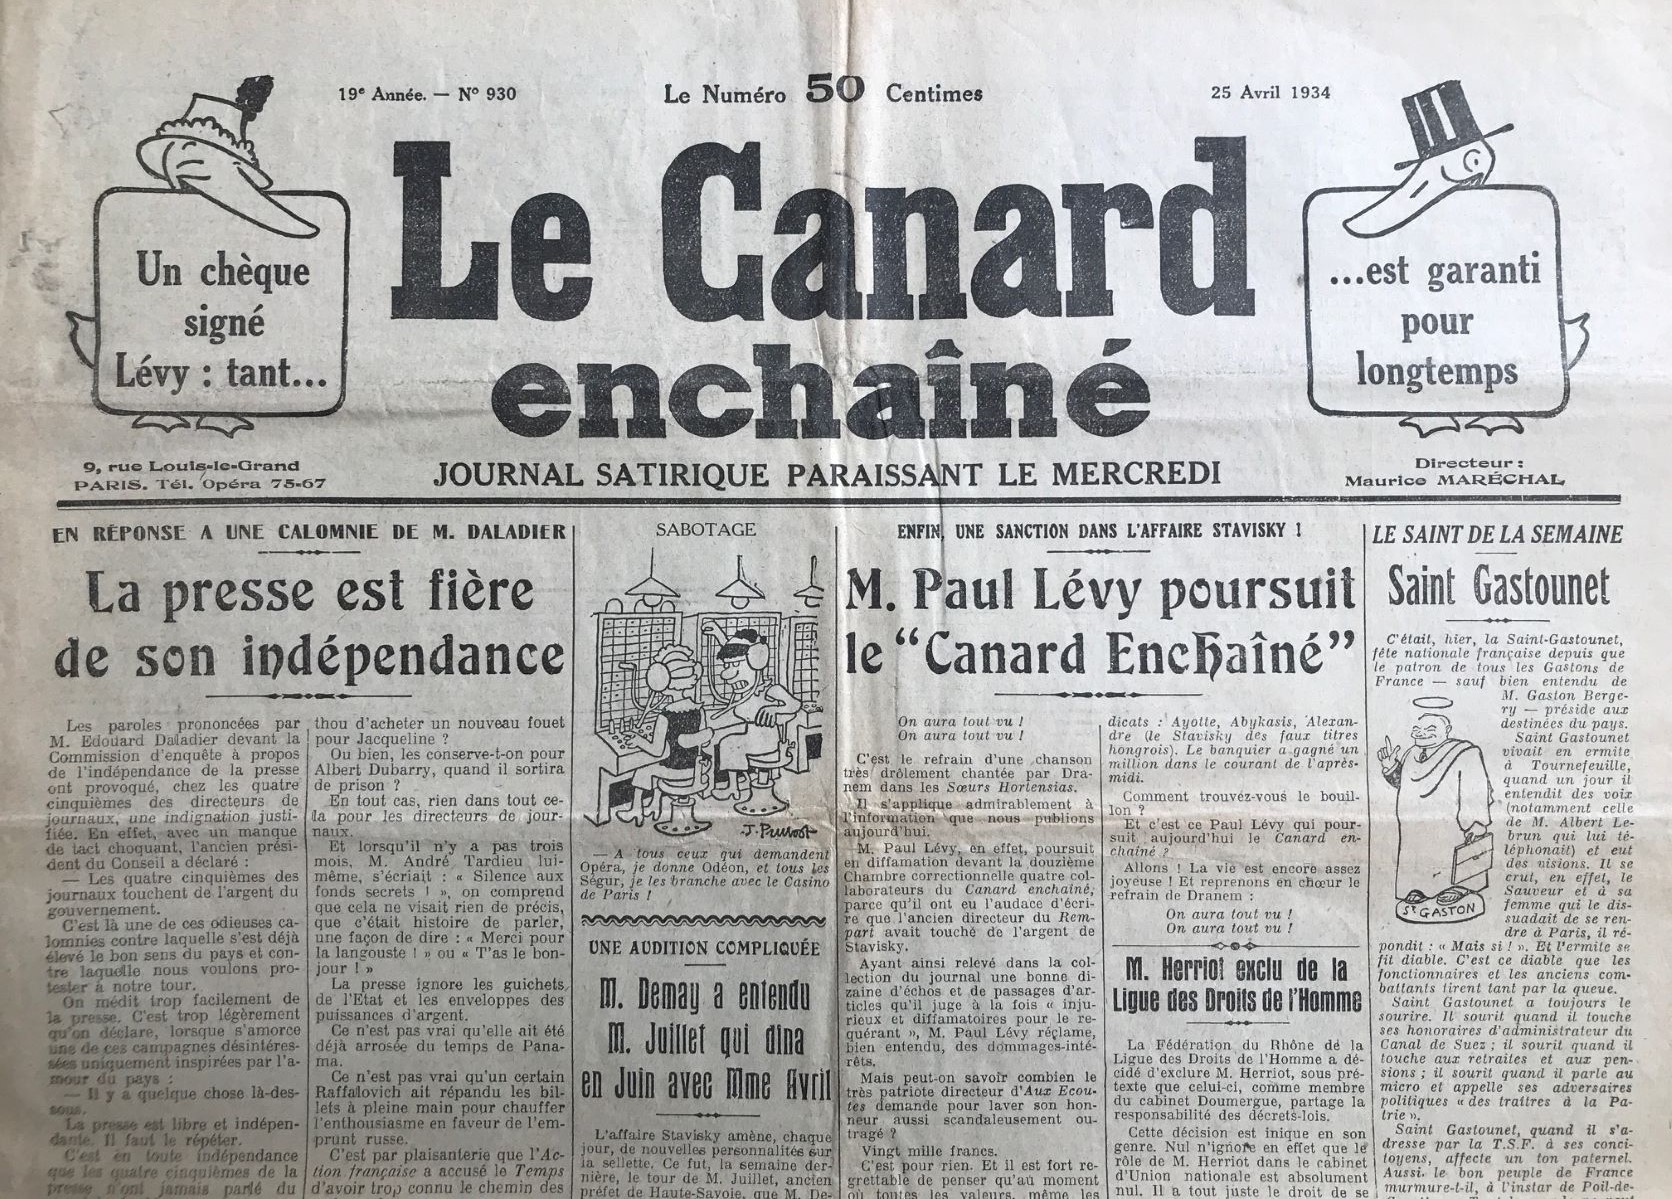 19e Année. — N° 930
Le Numéro 50 Centimes
25 Avril 1934
Un chèque
signé
Lévy : tant...
Le Canard
enchaîné
...est garanti
pour
longtemps
9, rue Louis-le-Grand
PARIS. Tél. Opéra 75-67
JOURNAL SATIRIQUE PARAISSANT LE MERCREDI
Directeur :
Maurice MARÉCHAL
EN RÉPONSE A UNE CALOMNIE DE M. DALADIER
La presse est fière
de son indépendance
Les paroles prononcées par
M. Edouard Daladier devant la
Commission d'enquête à propos
de l'indépendance de la presse
ont provoqué, chez les quatre
cinquièmes des directeurs de
journaux, une indignation justi-
fiée. En effet, avec un manque
de tact choquant, l'ancien prési-
dent du Conseil a déclaré :
— Les quatre cinquièmes des
journaux touchent de l'argent du
gouvernement.
C'est là une de ces odieuses ca-
lomnies contre laquelle s'est déjà
élevé le bon sens du pays et con-
tre laquelle nous voulons pro-
tester à notre tour.
On médit trop facilement de
la presse. C'est trop légèrement
qu'on déclare, lorsque s'amorce
une de ces campagnes désintéres-
sées uniquement inspirées par l'a-
mour du pays :
— Il y a quelque chose là-des-
sous.
La presse est libre et indépen-
dante. Il faut le répéter.
C'est en toute indépendance
que les quatre cinquièmes de la
presse n'ont jamais parlé du
thou d'acheter un nouveau fouet
pour Jacqueline ?
Ou bien, les conserve-t-on pour
Albert Dubarry, quand il sortira
de prison ?
En tout cas, rien dans tout ce-
la pour les directeurs de jour-
naux.
Et lorsqu'il n'y a pas trois
mois, M. André Tardieu lui-
même, s'écriait : « Silence aux
fonds secrets ! », on comprend
que cela ne visait rien de précis,
que c'était histoire de parler,
une façon de dire : « Merci pour
la langouste ! » ou « T'as le bon-
jour ! »
La presse ignore les guichets
de l'Etat et les enveloppes des
puissances d'argent.
Ce n'est pas vrai qu'elle ait été
déjà arrosée du temps de Pana-
ma.
Ce n'est pas vrai qu'un certain
Raffalovich ait répandu les bil-
lets à pleine main pour chauffer
l'enthousiasme en faveur de l'em-
prunt russe.
C'est par plaisanterie que l'Ac-
tion française a accusé le Temps
d'avoir trop connu le chemin des
SABOTAGE
J. Pruvost
— A tous ceux qui demandent
Opéra, je donne Odéon, et tous les
Ségur, je les branche avec le Casino
de Paris !
UNE AUDITION COMPLIQUÉE
M. Demay a entendu
M. Juillet qui dina
en Juin avec Mme Avril
L'affaire Stavisky amène, chaque
jour, de nouvelles personnalités sur
la sellette. Ce fut, la semaine der-
nière, le tour de M. Juillet, ancien
préfet de Haute-Savoie, que M. De-
ENFIN, UNE SANCTION DANS L'AFFAIRE STAVISKY !
M. Paul Lévy poursuit
le “Canard Enchaîné”
On aura tout vu !
On aura tout vu !
C'est le refrain d'une chanson
très drôlement chantée par Dra-
nem dans les Sœurs Hortensias.
Il s'applique admirablement à
l'information que nous publions
aujourd'hui.
M. Paul Lévy, en effet, poursuit
en diffamation devant la douzième
Chambre correctionnelle quatre col-
laborateurs du Canard enchaîné,
parce qu'il ont eu l'audace d'écri-
re que l'ancien directeur du Rem-
part avait touché de l'argent de
Stavisky.
Ayant ainsi relevé dans la col-
lection du journal une bonne di-
zaine d'échos et de passages d'ar-
ticles qu'il juge à la fois « inju-
rieux et diffamatoires pour le re-
quérant », M. Paul Lévy réclame,
bien entendu, des dommages-inté-
rêts.
Mais peut-on savoir combien le
très patriote directeur d'Aux Ecou-
tes demande pour laver son hon-
neur aussi scandaleusement ou-
tragé ?
Vingt mille francs.
C'est pour rien. Et il est fort re-
grettable de penser qu'au moment
où toutes les valeurs, même les
dicats : Ayotte, Abykasis, Alexan-
dre (le Stavisky des faux titres
hongrois). Le banquier a gagné un
million dans le courant de l'après-
midi.
Comment trouvez-vous le bouil-
lon ?
Et c'est ce Paul Lévy qui pour-
suit aujourd'hui le Canard en-
chaîné ?
Allons ! La vie est encore assez
joyeuse ! Et reprenons en chœur le
refrain de Dranem :
On aura tout vu !
On aura tout vu !
M. Herriot exclu de la
Ligue des Droits de l'Homme
La Fédération du Rhône de la
Ligue des Droits de l'Homme a dé-
cidé d'exclure M. Herriot, sous pré-
texte que celui-ci, comme membre
du cabinet Doumergue, partage la
responsabilité des décrets-lois.
Cette décision est inique en son
genre. Nul n'ignore en effet que le
rôle de M. Herriot dans le cabinet
d'Union nationale est absolument
nul. Il a tout juste le droit de se
LE SAINT DE LA SEMAINE
Saint Gastounet
C'était, hier, la Saint-Gastounet,
fête nationale française depuis que
le patron de tous les Gastons de
France — sauf bien entendu de
M. Gaston Berge-
ry — préside aux
destinées du pays.
Saint Gastounet
vivait en ermite
à Tournefeuille,
quand un jour il
entendit des voix
(notamment celle
de M. Albert Le-
brun qui lui té-
léphonait) et eut
des visions. Il se
crut, en effet, le
Sauveur et à sa
femme qui le dis-
suadait de se ren-
dre à Paris, il ré-
St GASTON
pondit : « Mais si ! ». Et l'ermite se
fit diable. C'est ce diable que les
fonctionnaires et les anciens com-
battants tirent tant par la queue.
Saint Gastounet a toujours le
sourire. Il sourit quand il touche
ses honoraires d'administrateur du
Canal de Suez ; il sourit quand il
touche aux retraites et aux pen-
sions ; il sourit quand il parle au
micro et appelle ses adversaires
politiques « des traîtres à la Pa-
trie ».
Saint Gastounet, quand il s'a-
dresse par la T.S.F. à ses conci-
toyens, affecte un ton paternel.
Aussi le bon peuple de France
murmure-t-il, à l'instar de Poil-de-